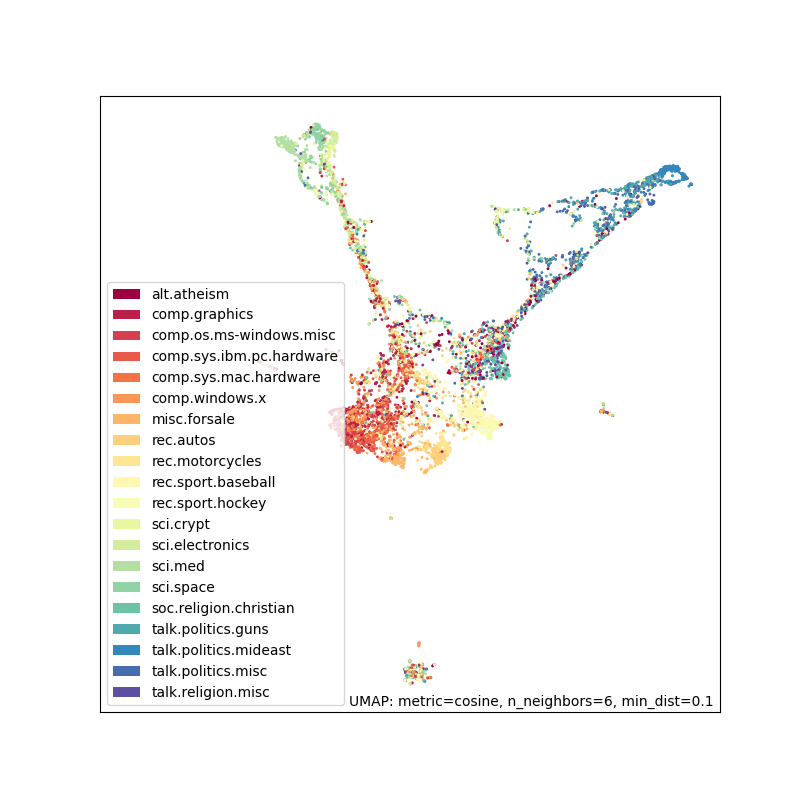 alt.atheism
comp.graphics
comp.os.ms-windows.misc
comp.sys.ibm.pc.hardware
comp.sys.mac.hardware
comp.windows.x
misc.forsale
rec.autos
rec.motorcycles
rec.sport.baseball
rec.sport.hockey
sci.crypt
sci.electronics
sci.med
sci.space
soc.religion.christian
talk.politics.guns
talk.politics.mideast
talk.politics.misc
talk.religion.misc
UMAP: metric=cosine, n_neighbors=6, min_dist=0.1